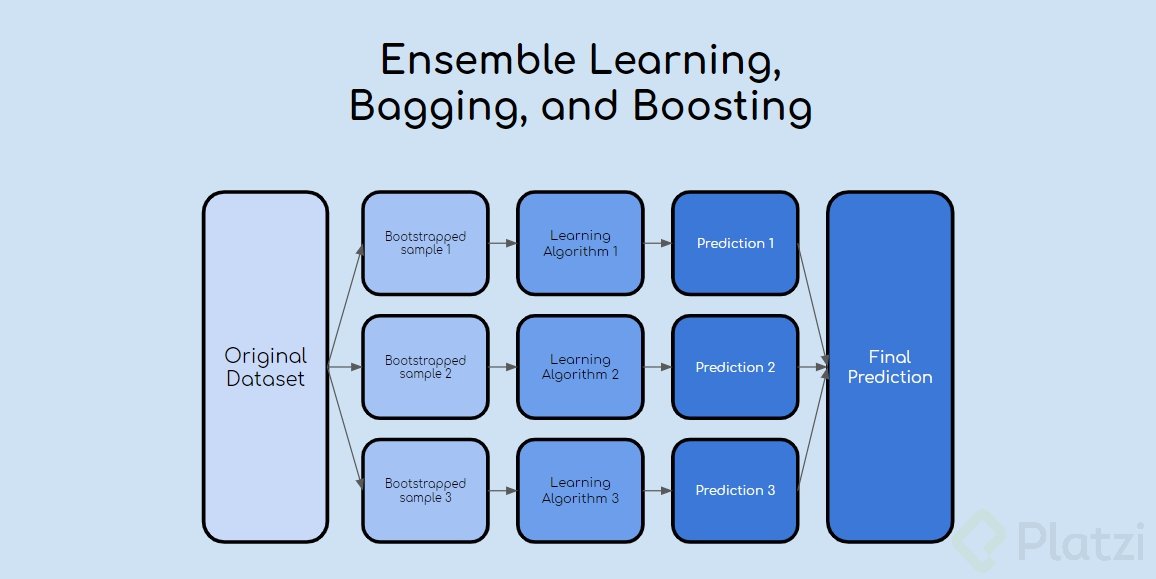 Ensemble Learning,
Bagging, and Boosting
Original
Dataset
Bootstrapped
sample 1
Learning
Algorithm 1
Prediction 1
Bootstrapped
sample 2
Learning
Algorithm 2
Prediction 2
Bootstrapped
sample 3
Learning
Algorithm 3
Prediction 3
Final
Prediction
Platzi